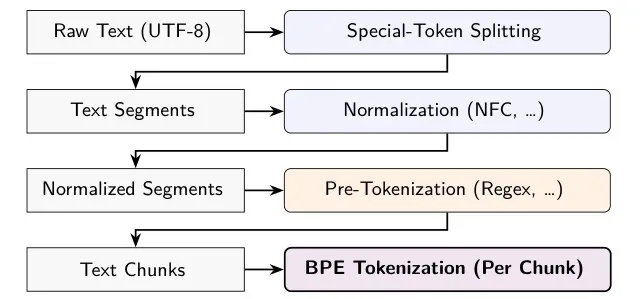 Raw Text (UTF-8)
Special-Token Splitting
Text Segments
Normalization (NFC, …)
Normalized Segments
Pre-Tokenization (Regex, …)
Text Chunks
BPE Tokenization (Per Chunk)